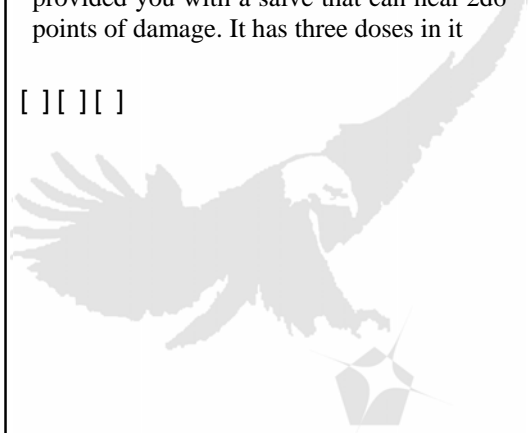 points of damage. It has three doses in it
[ ][ ][ ]